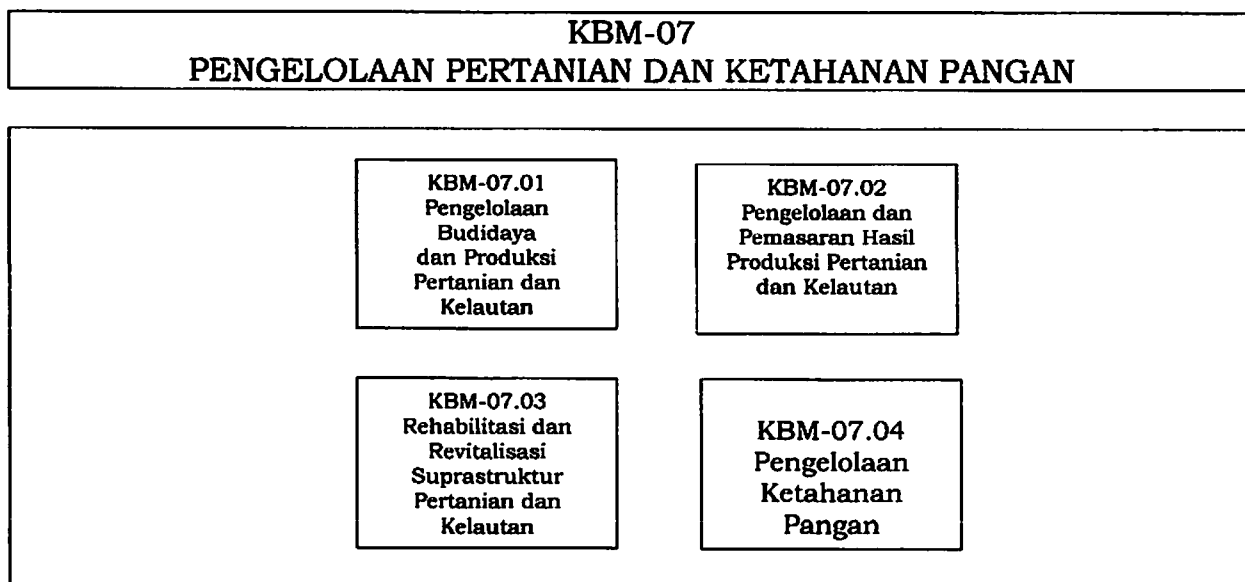 KBM-07
PENGELOLAAN PERTANIAN DAN KETAHANAN PANGAN
KBM-07.01
Pengelolaan
Budidaya
dan Produksi
Pertanian dan
Kelautan
KBM-07.02
Pengelolaan dan
Pemasaran Hasil
Produksi Pertanian
dan Kelautan
KBM-07.03
Rehabilitasi dan
Revitalisasi
Suprastruktur
Pertanian dan
Kelautan
KBM-07.04
Pengelolaan
Ketahanan
Pangan